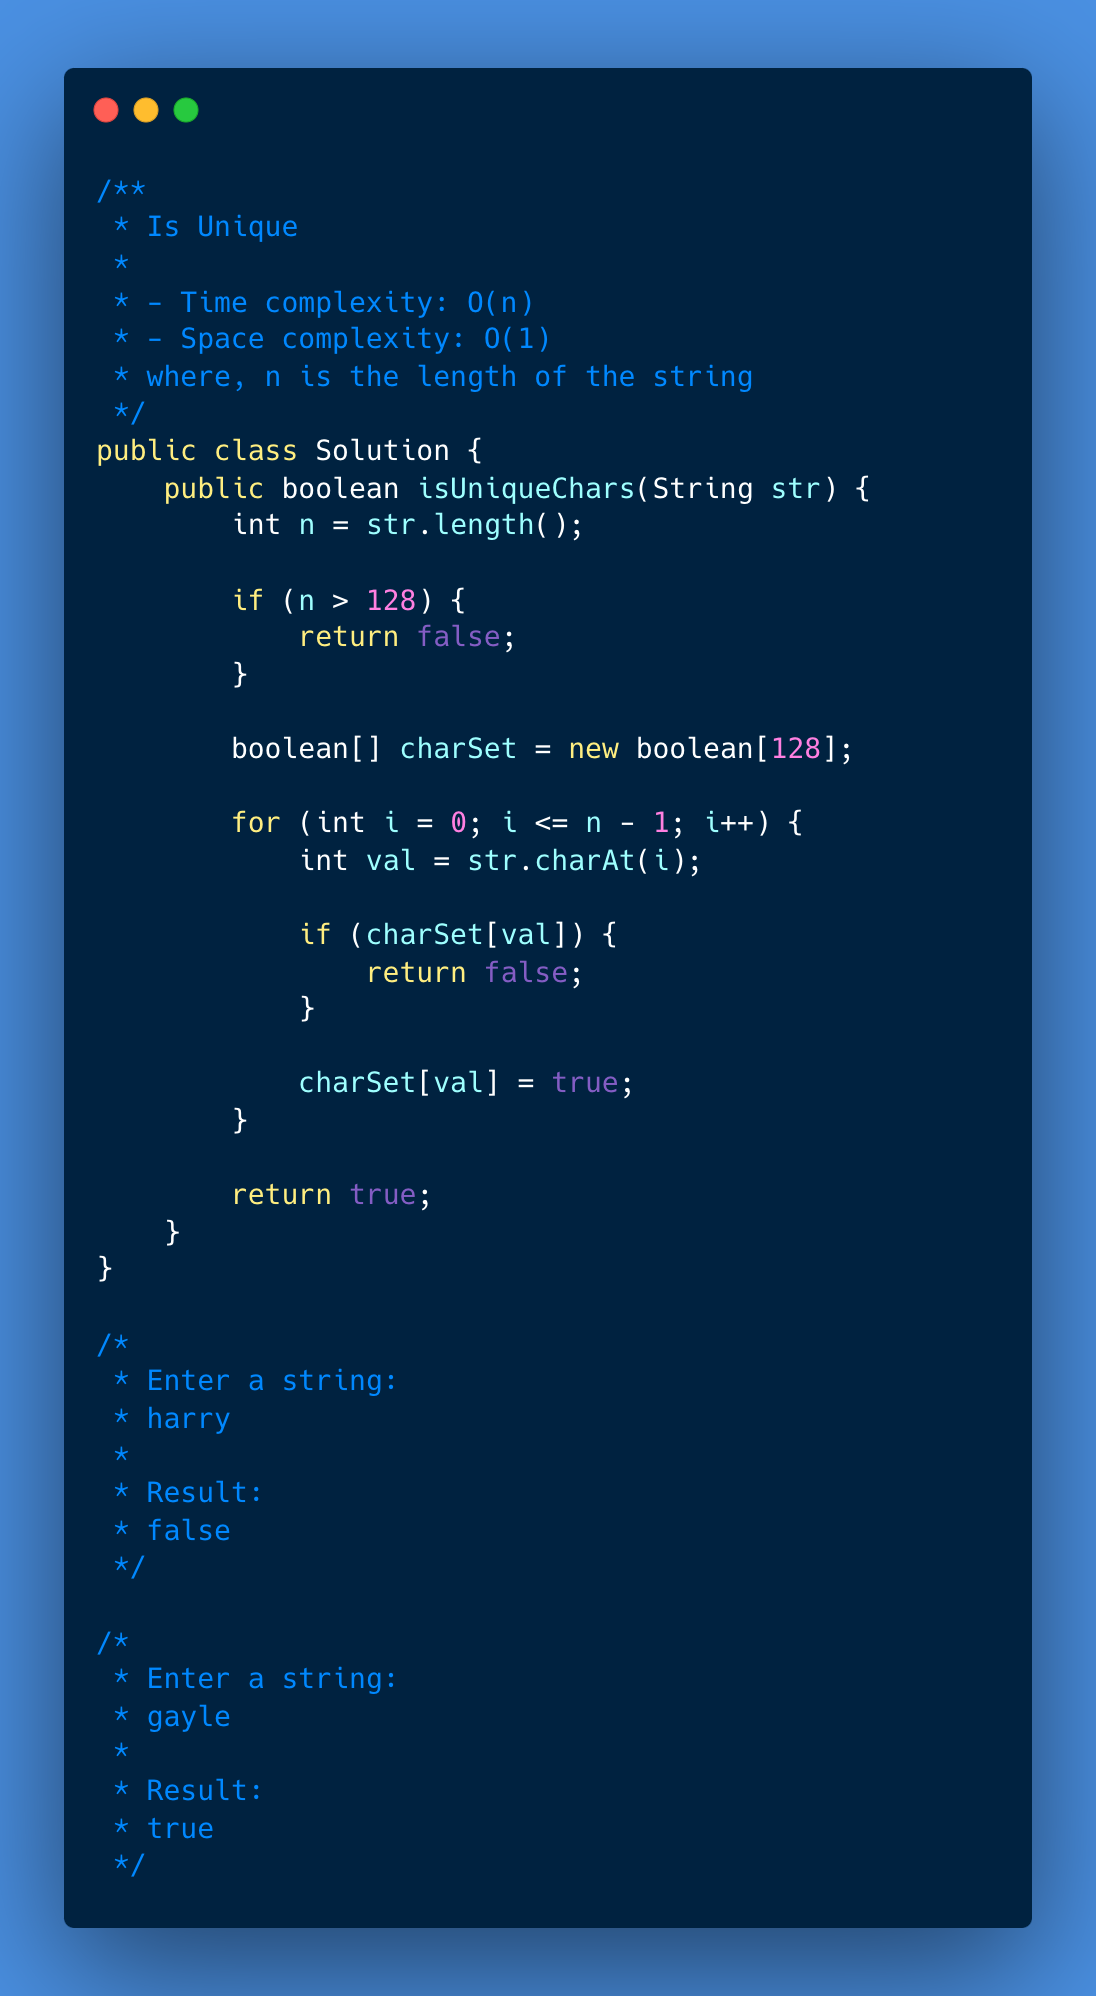 /**
 * Is Unique
 *
 * - Time complexity: O(n)
 * - Space complexity: O(1)
 * where, n is the length of the string
 */
public class Solution {
    public boolean isUniqueChars(String str) {
        int n = str.length();

        if (n > 128) {
            return false;
        }

        boolean[] charSet = new boolean[128];

        for (int i = 0; i <= n - 1; i++) {
            int val = str.charAt(i);

            if (charSet[val]) {
                return false;
            }

            charSet[val] = true;
        }

        return true;
    }
}

/*
 * Enter a string:
 * harry
 *
 * Result:
 * false
 */

/*
 * Enter a string:
 * gayle
 *
 * Result:
 * true
 */